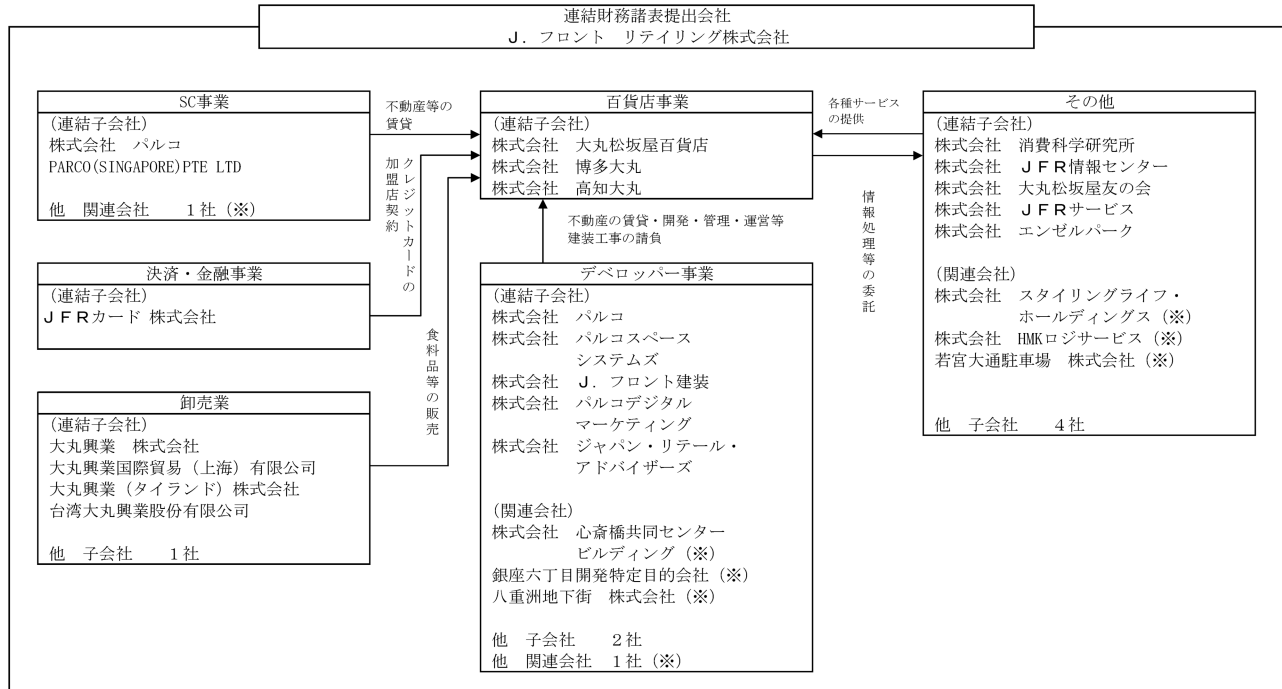 連結財務諸表提出会社
Ｊ．フロント　リテイリング株式会社
SC事業
(連結子会社)
株式会社　パルコ
PARCO(SINGAPORE)PTE LTD
他　関連会社　　１社 (※)
不動産等の
賃貸
クレジットカードの
加盟店契約
決済・金融事業
(連結子会社)
ＪＦＲカード 株式会社
食料品等の販売
卸売業
(連結子会社)
大丸興業　株式会社
大丸興業国際貿易（上海）有限公司
大丸興業（タイランド）株式会社
台湾大丸興業股份有限公司
他　子会社　　１社
百貨店事業
(連結子会社)
株式会社　大丸松坂屋百貨店
株式会社　博多大丸
株式会社　高知大丸
不動産の賃貸・開発・管理・運営等
建装工事の請負
デベロッパー事業
(連結子会社)
株式会社　パルコ
株式会社　パルコスペース
システムズ
株式会社　Ｊ．フロント建装
株式会社　パルコデジタル
マーケティング
株式会社　ジャパン・リテール・
アドバイザーズ
(関連会社)
株式会社　心斎橋共同センター
ビルディング (※)
銀座六丁目開発特定目的会社 (※)
八重洲地下街　株式会社 (※)
他　子会社　　２社
他　関連会社　１社 (※)
各種サービス
の提供
情報処理等の委託
その他
(連結子会社)
株式会社　消費科学研究所
株式会社　ＪＦＲ情報センター
株式会社　大丸松坂屋友の会
株式会社　ＪＦＲサービス
株式会社　エンゼルパーク
(関連会社)
株式会社　スタイリングライフ・
ホールディングス (※)
株式会社　HMKロジサービス (※)
若宮大通駐車場　株式会社 (※)
他　子会社　　４社